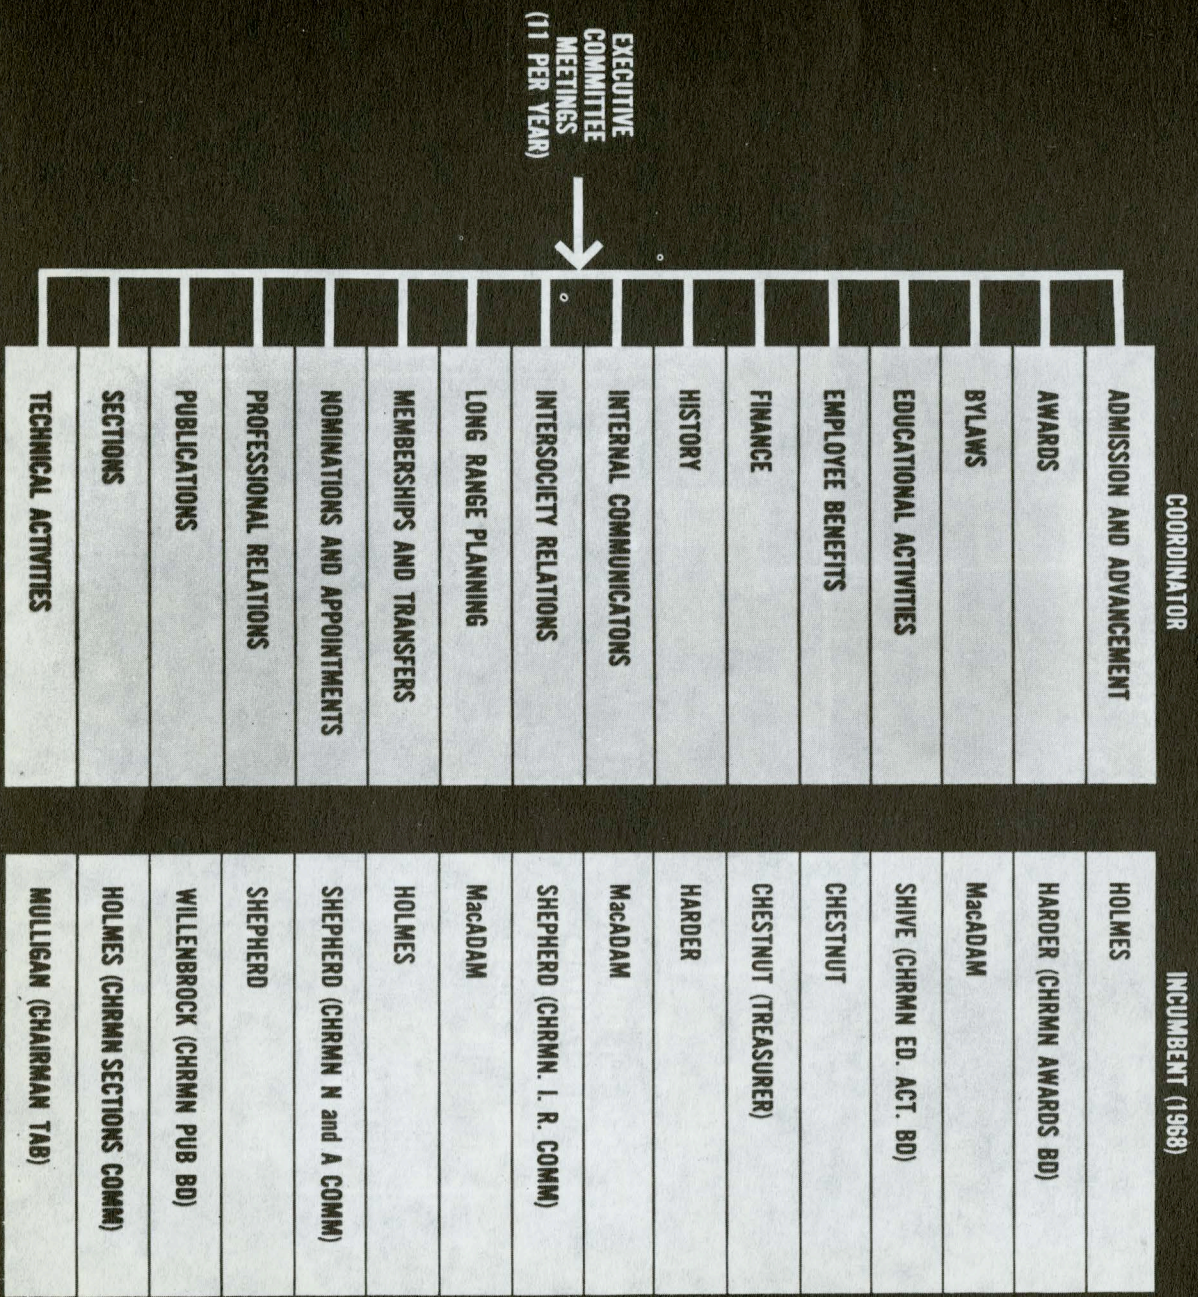 EXECUTIVE
COMMITTEE
MEETINGS
(11 PER YEAR)
COORDINATOR
INCUMBENT (1968)
ADMISSION AND ADVANCEMENT
HOLMES
AWARDS
HARDER (CHRMN AWARDS BD)
BYLAWS
MacADAM
EDUCATIONAL ACTIVITIES
SHIVE (CHRMN ED. ACT. BD)
EMPLOYEE BENEFITS
CHESTNUT
FINANCE
CHESTNUT (TREASURER)
HISTORY
HARDER
INTERNAL COMMUNICATONS
MacADAM
INTERSOCIETY RELATIONS
SHEPHERD (CHRMN. I. R. COMM)
LONG RANGE PLANNING
MacADAM
MEMBERSHIPS AND TRANSFERS
HOLMES
NOMINATIONS AND APPOINTMENTS
SHEPHERD (CHRMN N and A COMM)
PROFESSIONAL RELATIONS
SHEPHERD
PUBLICATIONS
WILLENBROCK (CHRMN PUB BD)
SECTIONS
HOLMES (CHRMN SECTIONS COMM)
TECHNICAL ACTIVITIES
MULLIGAN (CHAIRMAN TAB)